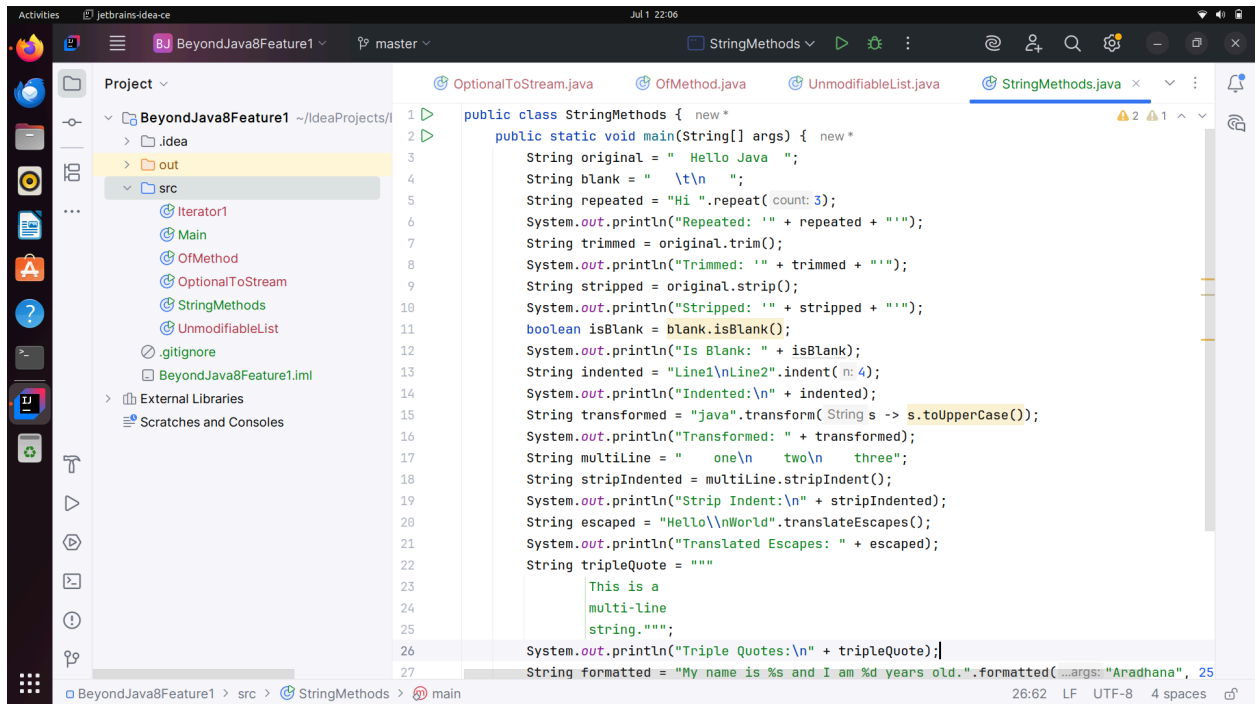 Activities jetbrains-idea-ce Jul 1 22:06
BJ BeyondJava8Feature1 master StringMethods
Project
OptionalToStream.java OfMethod.java UnmodifiableList.java StringMethods.java
BeyondJava8Feature1 ~/IdeaProjects/
.idea
out
src
Iterator1
Main
OfMethod
OptionalToStream
StringMethods
UnmodifiableList
.gitignore
BeyondJava8Feature1.iml
External Libraries
Scratches and Consoles
2 1
1 public class StringMethods { new *
2 public static void main(String[] args) { new *
3 String original = "  Hello Java  ";
4 String blank = "   \t\n   ";
5 String repeated = "Hi ".repeat( count: 3);
6 System.out.println("Repeated: '" + repeated + "'");
7 String trimmed = original.trim();
8 System.out.println("Trimmed: '" + trimmed + "'");
9 String stripped = original.strip();
10 System.out.println("Stripped: '" + stripped + "'");
11 boolean isBlank = blank.isBlank();
12 System.out.println("Is Blank: " + isBlank);
13 String indented = "Line1\nLine2".indent( n: 4);
14 System.out.println("Indented:\n" + indented);
15 String transformed = "java".transform( String s -> s.toUpperCase());
16 System.out.println("Transformed: " + transformed);
17 String multiLine = "    one\n    two\n    three";
18 String stripIndented = multiLine.stripIndent();
19 System.out.println("Strip Indent:\n" + stripIndented);
20 String escaped = "Hello\\nWorld".translateEscapes();
21 System.out.println("Translated Escapes: " + escaped);
22 String tripleQuote = """
23 This is a
24 multi-line
25 string.""";
26 System.out.println("Triple Quotes:\n" + tripleQuote);
27 String formatted = "My name is %s and I am %d years old.".formatted( ...args: "Aradhana", 25
BeyondJava8Feature1 > src > StringMethods > main 26:62 LF UTF-8 4 spaces